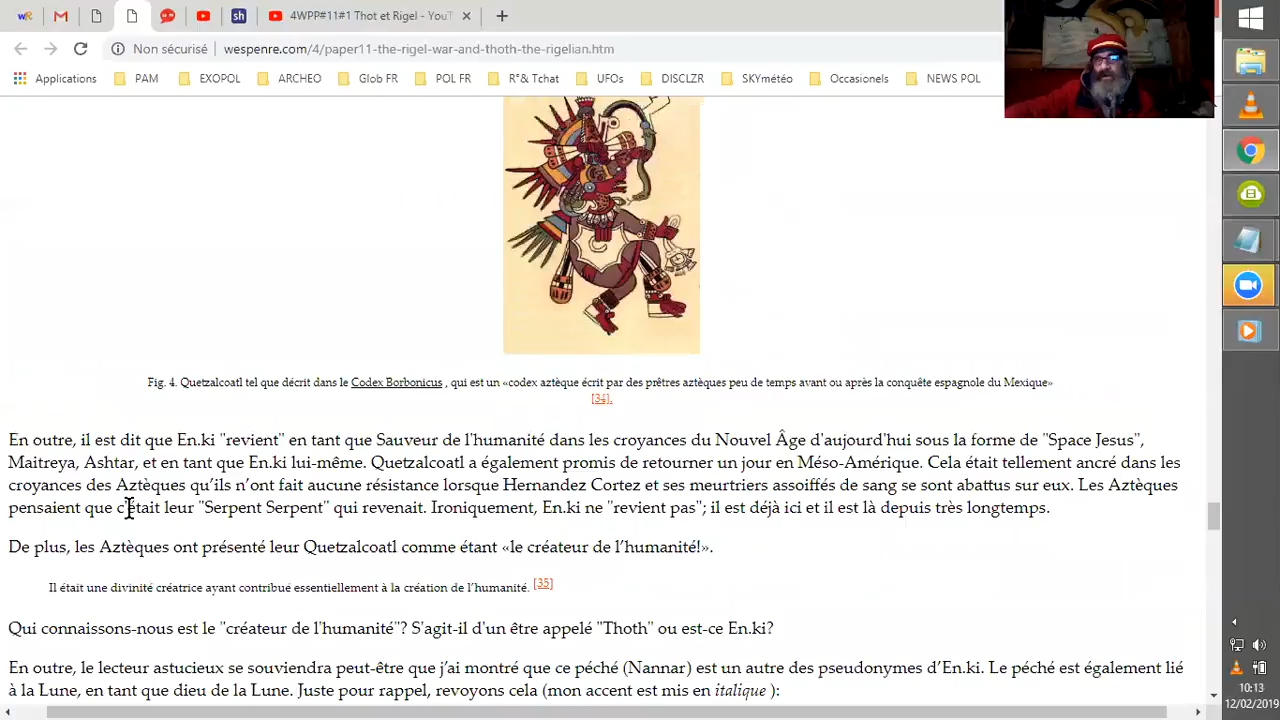 4WPP#11#1 Thot et Rigel - YouT
Non sécurisé
wespenre.com/4/paper11-the-rigel-war-and-thoth-the-rigelian.htm
Applications PAM EXOPOL ARCHEO Glob FR POL FR R°& Tchat UFOs DISCLZR SKYmétéo Occasionels NEWS POL
Fig. 4. Quetzalcoatl tel que décrit dans le Codex Borbonicus , qui est un «codex aztèque écrit par des prêtres aztèques peu de temps avant ou après la conquête espagnole du Mexique»
[34].
En outre, il est dit que En.ki "revient" en tant que Sauveur de l'humanité dans les croyances du Nouvel Âge d'aujourd'hui sous la forme de "Space Jesus",
Maitreya, Ashtar, et en tant que En.ki lui-même. Quetzalcoatl a également promis de retourner un jour en Méso-Amérique. Cela était tellement ancré dans les
croyances des Aztèques qu'ils n'ont fait aucune résistance lorsque Hernandez Cortez et ses meurtriers assoiffés de sang se sont abattus sur eux. Les Aztèques
pensaient que c'était leur "Serpent Serpent" qui revenait. Ironiquement, En.ki ne "revient pas"; il est déjà ici et il est là depuis très longtemps.
De plus, les Aztèques ont présenté leur Quetzalcoatl comme étant «le créateur de l'humanité!».
Il était une divinité créatrice ayant contribué essentiellement à la création de l'humanité. [35]
Qui connaissons-nous est le "créateur de l'humanité"? S'agit-il d'un être appelé "Thoth" ou est-ce En.ki?
En outre, le lecteur astucieux se souviendra peut-être que j'ai montré que ce péché (Nannar) est un autre des pseudonymes d'En.ki. Le péché est également lié
à la Lune, en tant que dieu de la Lune. Juste pour rappel, revoyons cela (mon accent est mis en italique ):
10:13
12/02/2019